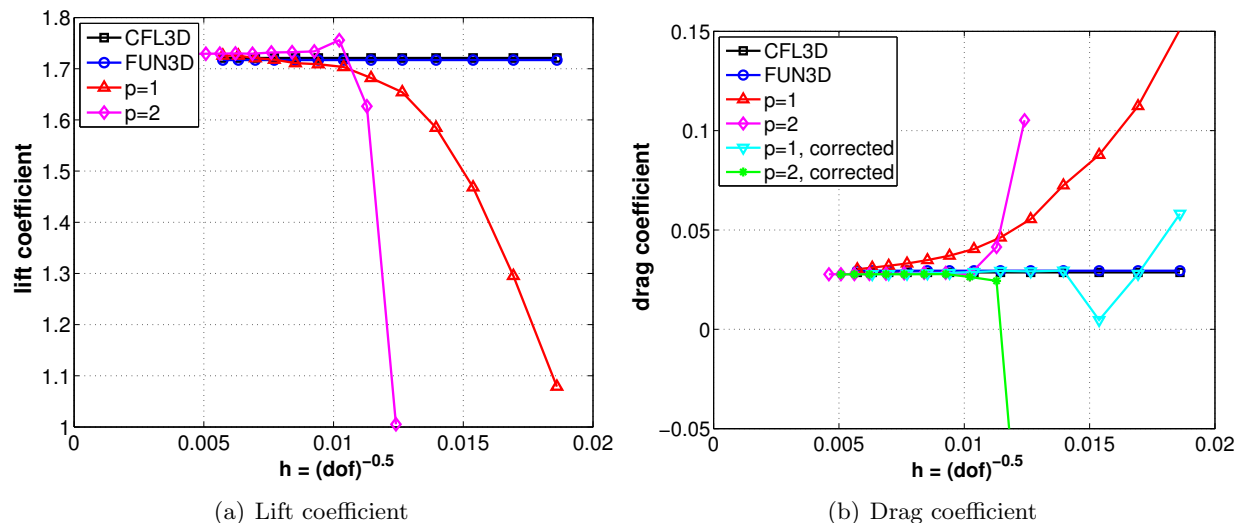 CFL3D
FUN3D
p=1
p=2
1.8
1.7
1.6
1.5
1.4
1.3
1.2
1.1
1
0
0.005
0.01
0.015
0.02
lift coefficient
h = (dof)^−0.5
(a) Lift coefficient
CFL3D
FUN3D
p=1
p=2
p=1, corrected
p=2, corrected
0.15
0.1
0.05
0
−0.05
0
0.005
0.01
0.015
0.02
drag coefficient
h = (dof)^−0.5
(b) Drag coefficient